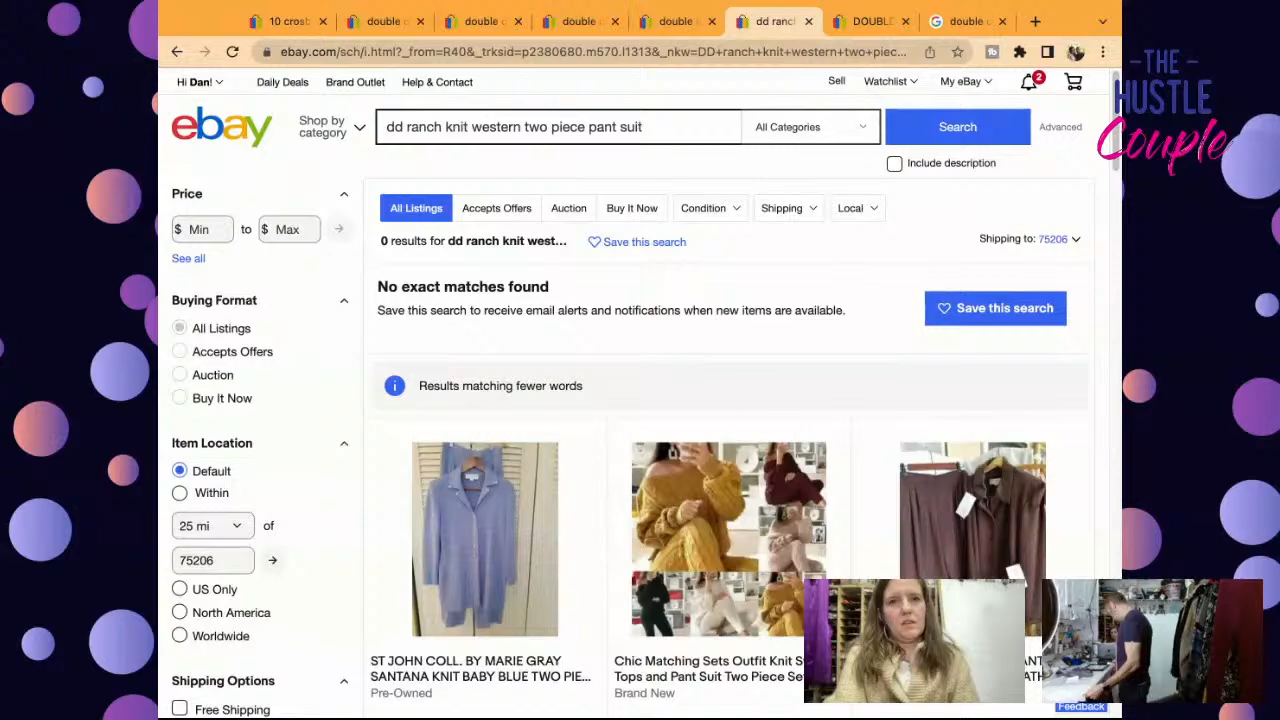 10 crosb
double d
double d
double d
double k
dd ranc
DOUBLE
double d
ebay.com/sch/i.html?_from=R40&_trksid=p2380680.m570.l1313&_nkw=DD+ranch+knit+western+two+piec...
Hi Dan!
Daily Deals
Brand Outlet
Help & Contact
Sell
Watchlist
My eBay
2
THE
HUSTLE
Couple
ebay
Shop by
category
dd ranch knit western two piece pant suit
All Categories
Search
Advanced
Include description
Price
$ Min
to
$ Max
See all
All Listings
Accepts Offers
Auction
Buy It Now
Condition
Shipping
Local
0 results for dd ranch knit west...
Save this search
Shipping to: 75206
No exact matches found
Save this search to receive email alerts and notifications when new items are available.
Save this search
Buying Format
All Listings
Accepts Offers
Auction
Buy It Now
Results matching fewer words
Item Location
Default
Within
25 mi
of
75206
US Only
North America
Worldwide
Shipping Options
Free Shipping
ST JOHN COLL. BY MARIE GRAY
SANTANA KNIT BABY BLUE TWO PIE...
Pre-Owned
Chic Matching Sets Outfit Knit S
Tops and Pant Suit Two Piece Se
Brand New
Feedback